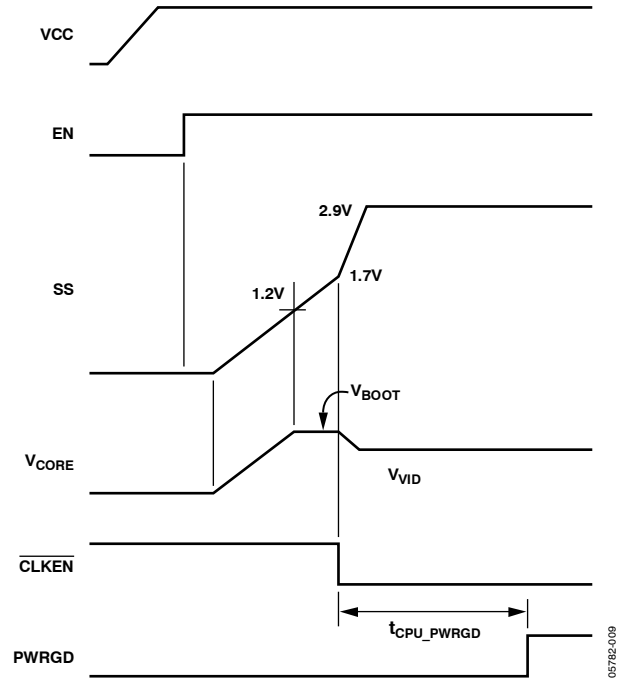 VCC
EN
2.9V
SS
1.2V
1.7V
VBOOT
VCORE
VVID
CLKEN
tCPU_PWRGD
PWRGD
05782-009